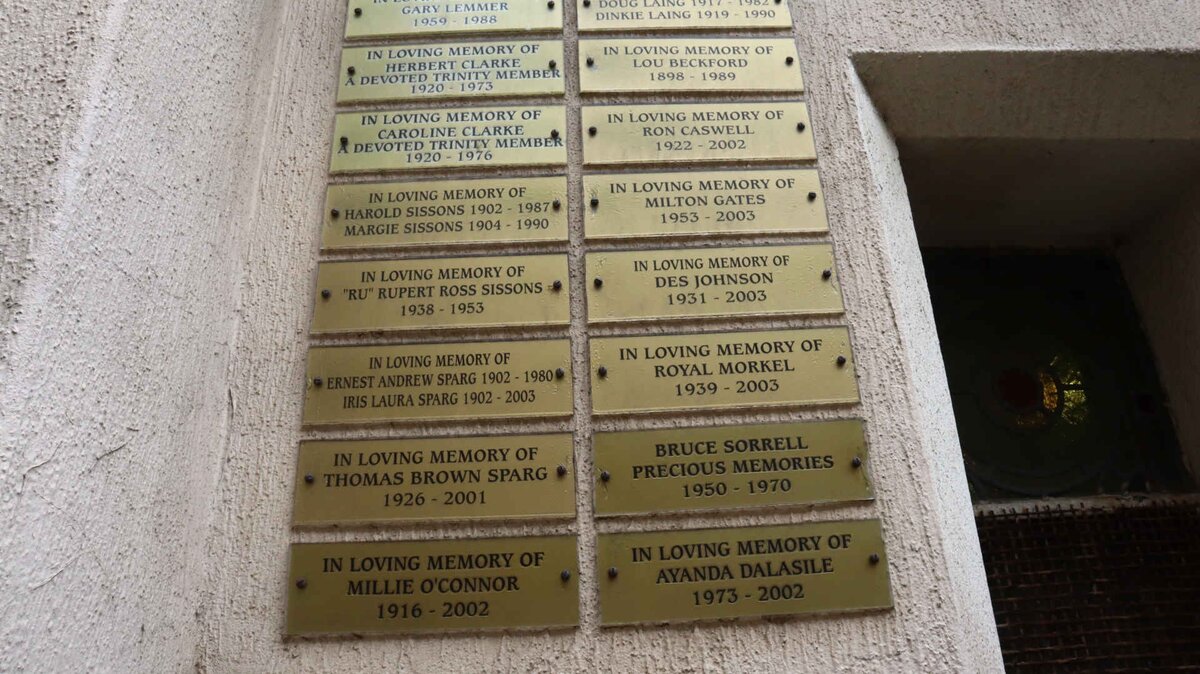 GARY LEMMER
1959 - 1988
IN LOVING MEMORY OF
HERBERT CLARKE
A DEVOTED TRINITY MEMBER
1920 - 1973
IN LOVING MEMORY OF
CAROLINE CLARKE
A DEVOTED TRINITY MEMBER
1920 - 1976
IN LOVING MEMORY OF
HAROLD SISSONS 1902 - 1987
MARGIE SISSONS 1904 - 1990
IN LOVING MEMORY OF
"RU" RUPERT ROSS SISSONS
1938 - 1953
IN LOVING MEMORY OF
ERNEST ANDREW SPARG 1902 - 1980
IRIS LAURA SPARG 1902 - 2003
IN LOVING MEMORY OF
THOMAS BROWN SPARG
1926 - 2001
IN LOVING MEMORY OF
MILLIE O'CONNOR
1916 - 2002
DOUG LAING 1917 - 1982
DINKIE LAING 1919 - 1990
IN LOVING MEMORY OF
LOU BECKFORD
1898 - 1989
IN LOVING MEMORY OF
RON CASWELL
1922 - 2002
IN LOVING MEMORY OF
MILTON GATES
1953 - 2003
IN LOVING MEMORY OF
DES JOHNSON
1931 - 2003
IN LOVING MEMORY OF
ROYAL MORKEL
1939 - 2003
BRUCE SORRELL
PRECIOUS MEMORIES
1950 - 1970
IN LOVING MEMORY OF
AYANDA DALASILE
1973 - 2002